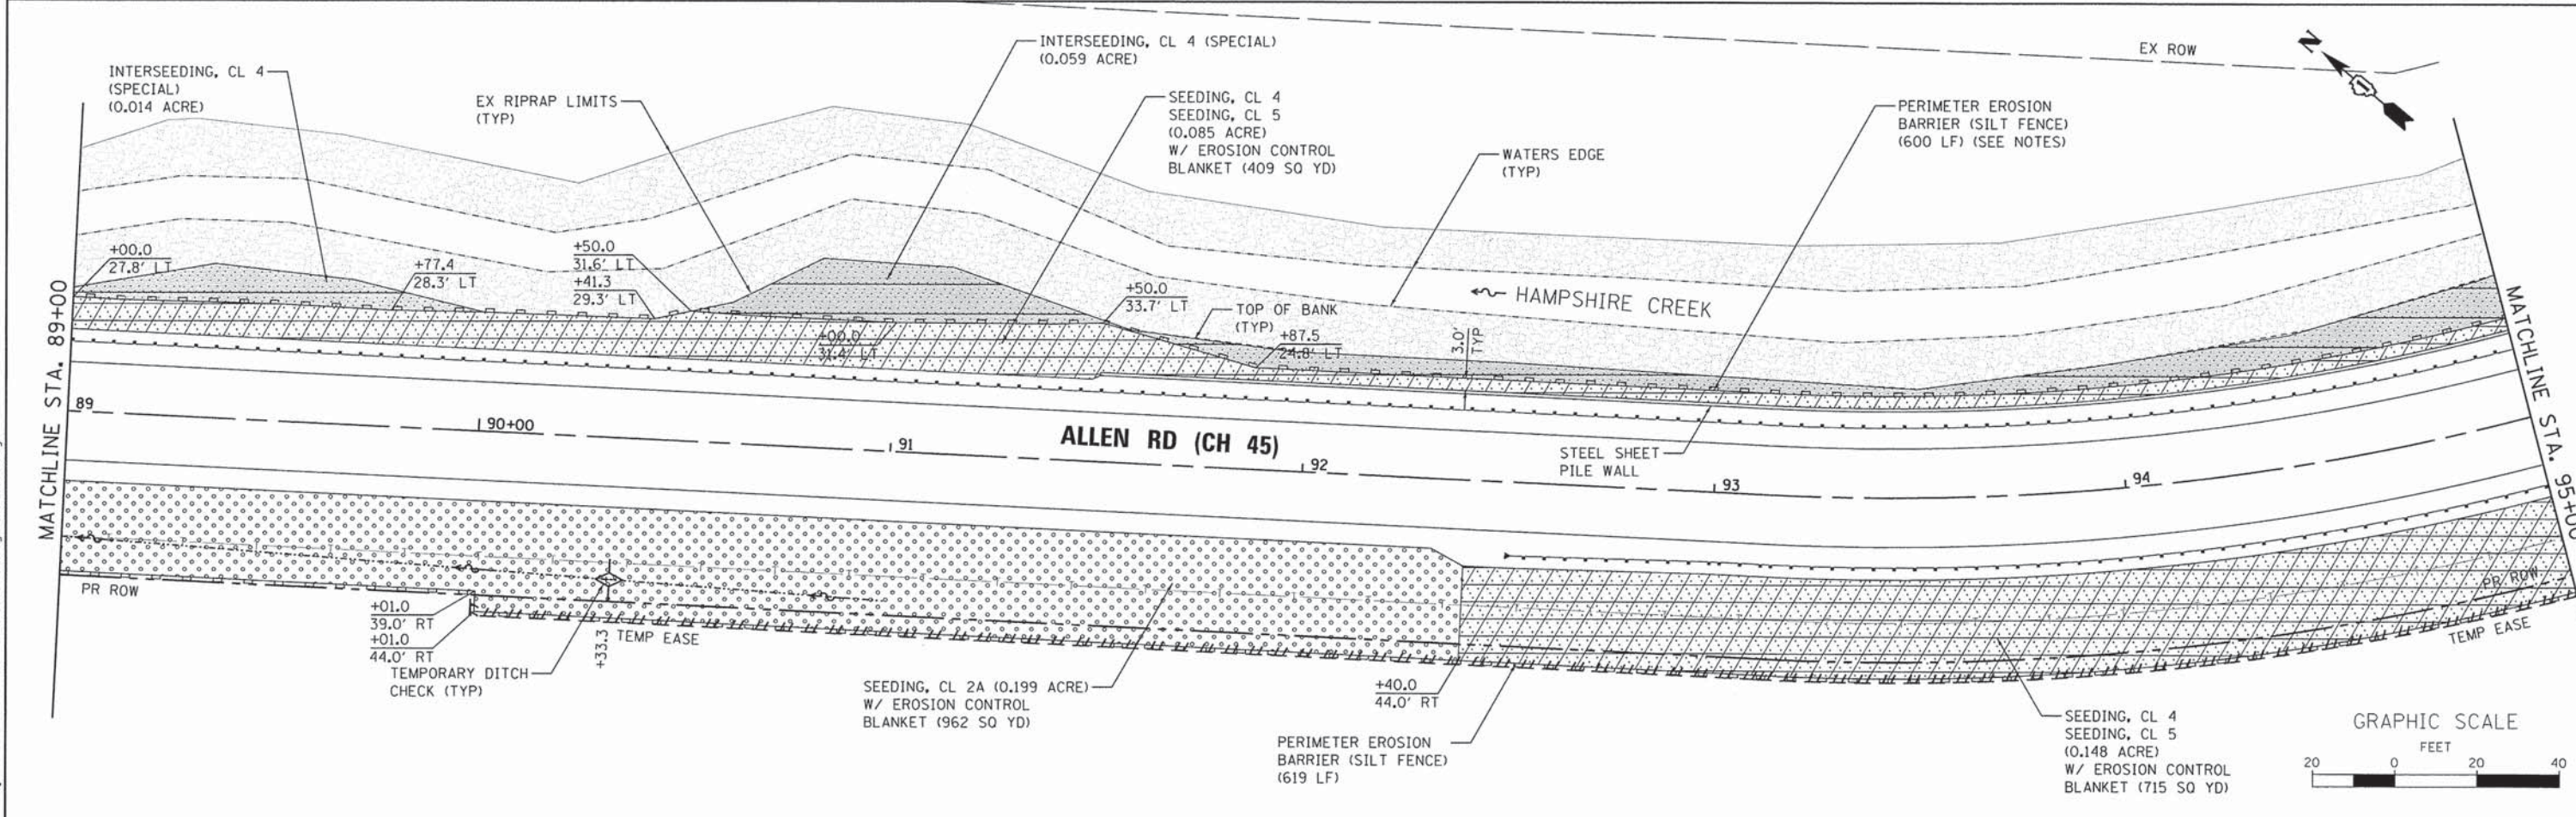 EX ROW
N
INTERSEEDING, CL 4 (SPECIAL)
(0.059 ACRE)
INTERSEEDING, CL 4
(SPECIAL)
(0.014 ACRE)
EX RIPRAP LIMITS
(TYP)
SEEDING, CL 4
SEEDING, CL 5
(0.085 ACRE)
W/ EROSION CONTROL
BLANKET (409 SQ YD)
PERIMETER EROSION
BARRIER (SILT FENCE)
(600 LF) (SEE NOTES)
WATERS EDGE
(TYP)
+00.0
27.8' LT
+77.4
28.3' LT
+50.0
31.6' LT
+41.3
29.3' LT
+00.0
31.4' LT
+50.0
33.7' LT
TOP OF BANK
(TYP)
+87.5
24.8' LT
HAMPSHIRE CREEK
3.0'
TYP
MATCHLINE STA. 89+00
MATCHLINE STA. 95+00
89
90+00
91
ALLEN RD (CH 45)
92
93
94
STEEL SHEET
PILE WALL
PR ROW
+01.0
39.0' RT
+01.0
44.0' RT
TEMPORARY DITCH
CHECK (TYP)
+33.3
TEMP EASE
SEEDING, CL 2A (0.199 ACRE)
W/ EROSION CONTROL
BLANKET (962 SQ YD)
+40.0
44.0' RT
PERIMETER EROSION
BARRIER (SILT FENCE)
(619 LF)
PR ROW
TEMP EASE
SEEDING, CL 4
SEEDING, CL 5
(0.148 ACRE)
W/ EROSION CONTROL
BLANKET (715 SQ YD)
GRAPHIC SCALE
FEET
20 0 20 40